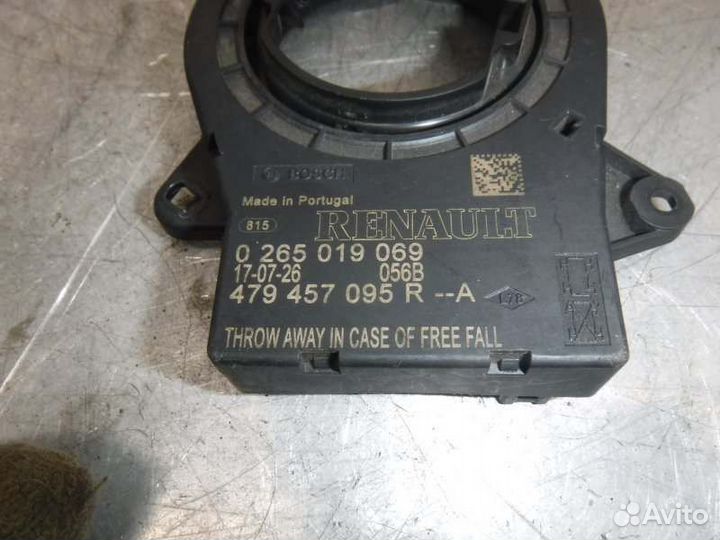 BOSCH
Made in Portugal
815 RENAULT
0 265 019 069
17-07-26 056B
479 457 095 R --A L7B
THROW AWAY IN CASE OF FREE FALL
Avito